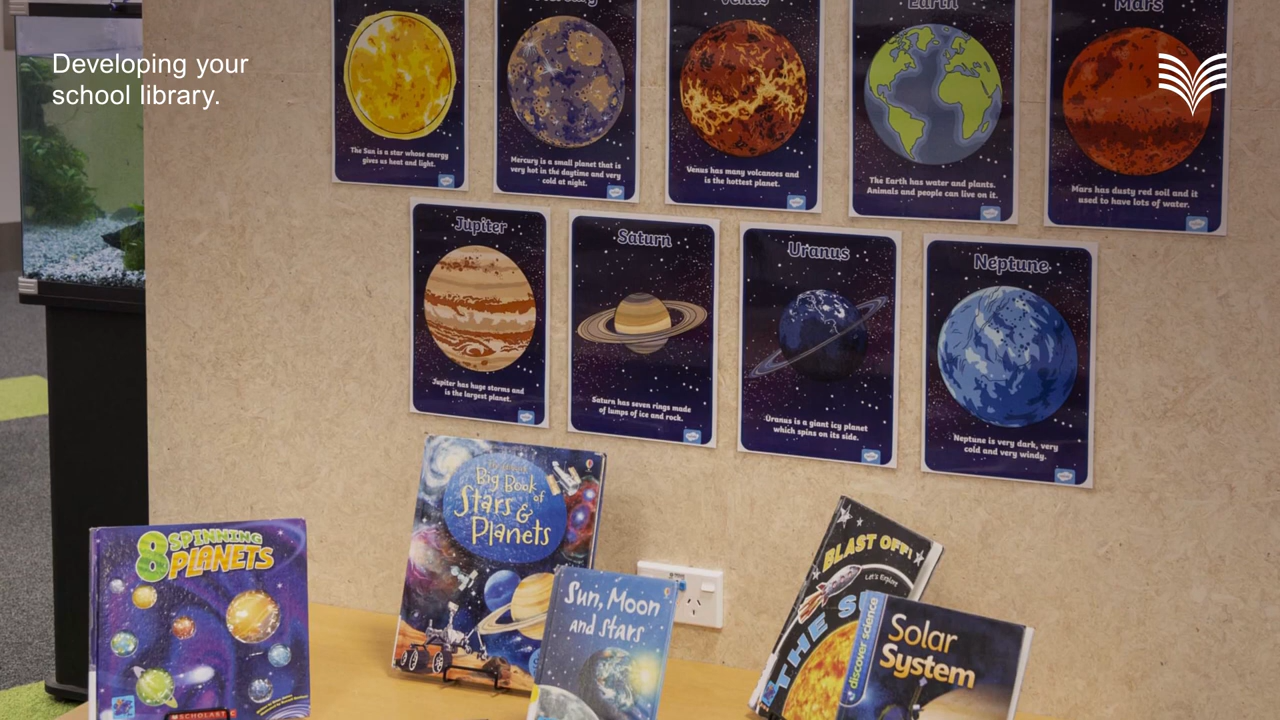 Developing your
school library.
Venus
Earth
Mars
The Sun is a star whose energy
gives us heat and light.
Mercury is a small planet that is
very hot in the daytime and very
cold at night.
Venus has many volcanoes and
is the hottest planet.
The Earth has water and plants.
Animals and people can live on it.
Mars has dusty red soil and it
used to have lots of water.
Jupiter
Saturn
Uranus
Neptune
Jupiter has huge storms and
is the largest planet.
Saturn has seven rings made
of lumps of ice and rock.
Uranus is a giant icy planet
which spins on its side.
Neptune is very dark, very
cold and very windy.
8 SPINNING
PLANETS
SCHOLASTIC
Big Book
of
Stars &
Planets
Sun, Moon
and Stars
BLAST OFF!
Let's Explore
THE S
discover science
Solar
System